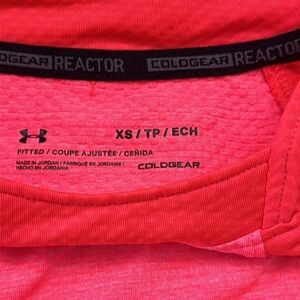 DGEAR REACTOR COLDGEAR REACTOR
XS / TP / ECH
FITTED / COUPE AJUSTÉE / CEÑIDA
MADE IN JORDAN / FABRIQUÉ EN JORDANIE /
HECHO EN JORDANIA
COLDGEAR